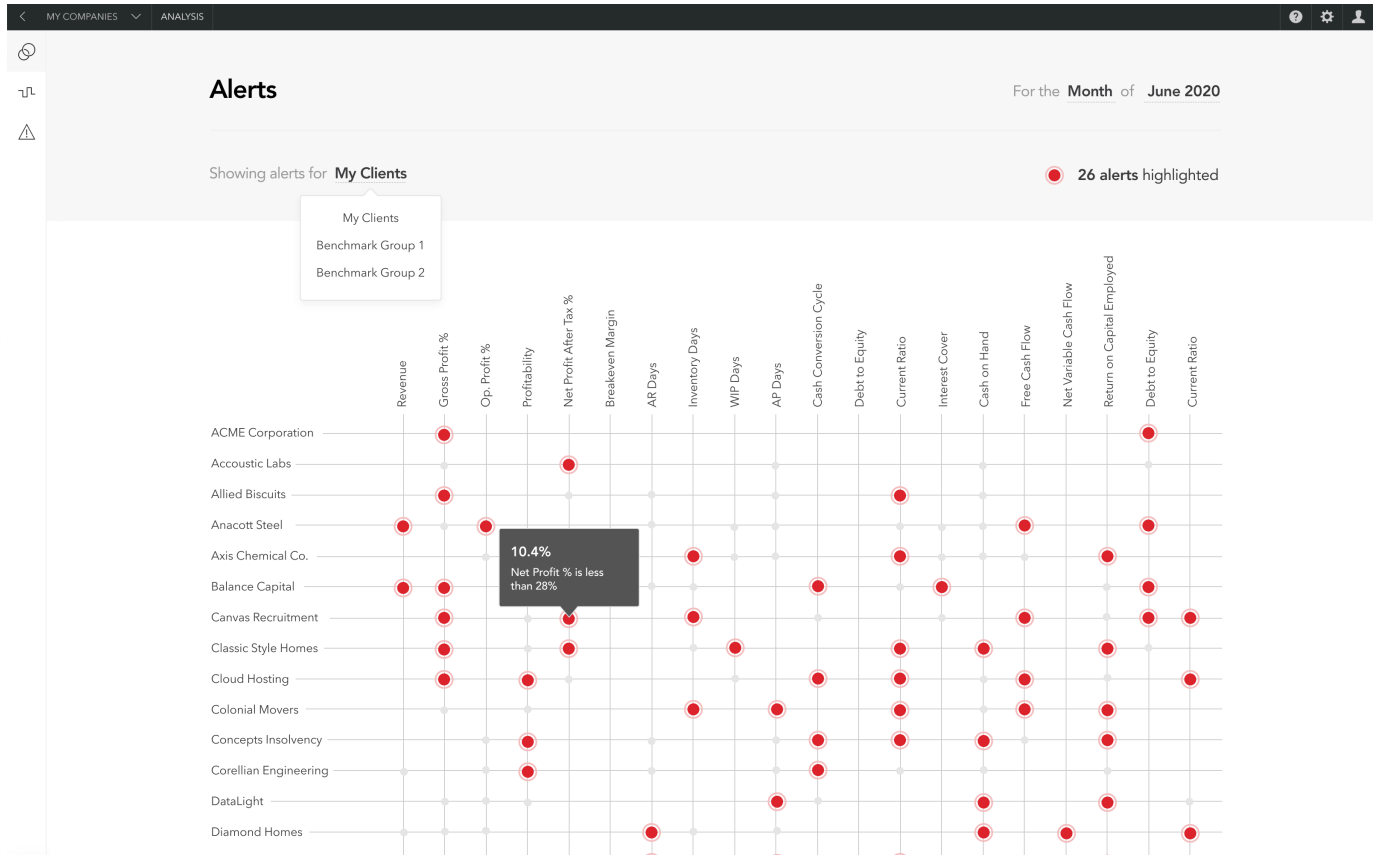 MY COMPANIES
ANALYSIS
?
Alerts
For the Month of June 2020
Showing alerts for My Clients
26 alerts highlighted
My Clients
Benchmark Group 1
Benchmark Group 2
Revenue
Gross Profit %
Op. Profit %
Profitability
Net Profit After Tax %
Breakeven Margin
AR Days
Inventory Days
WIP Days
AP Days
Cash Conversion Cycle
Debt to Equity
Current Ratio
Interest Cover
Cash on Hand
Free Cash Flow
Net Variable Cash Flow
Return on Capital Employed
Debt to Equity
Current Ratio
ACME Corporation
Accoustic Labs
Allied Biscuits
Anacott Steel
10.4%
Net Profit % is less
than 28%
Axis Chemical Co.
Balance Capital
Canvas Recruitment
Classic Style Homes
Cloud Hosting
Colonial Movers
Concepts Insolvency
Corellian Engineering
DataLight
Diamond Homes